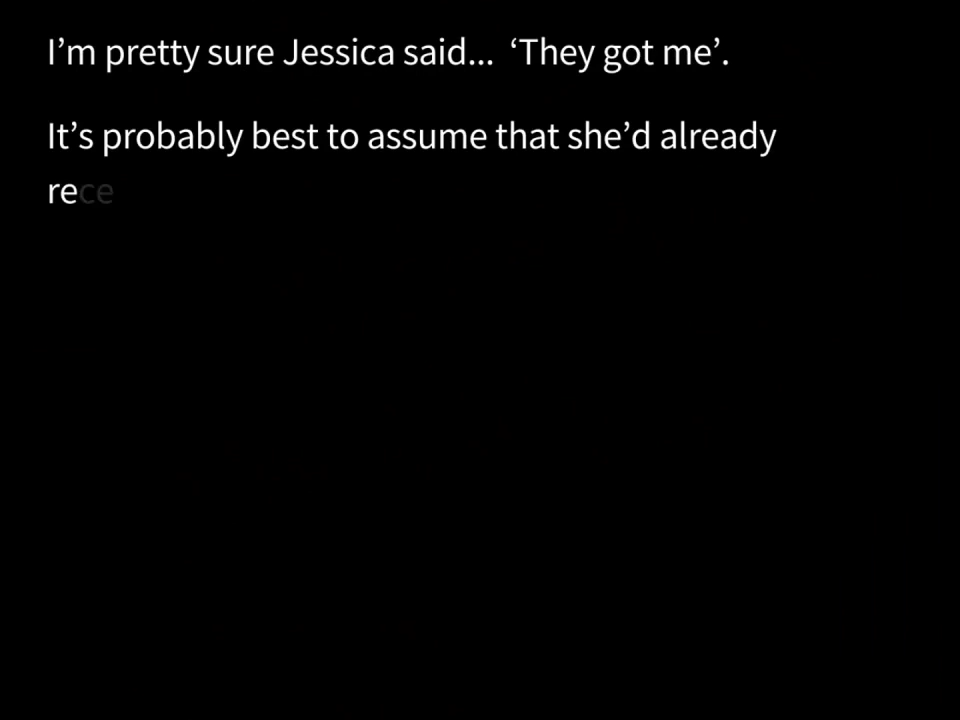 I’m pretty sure Jessica said...  ‘They got me’.
It’s probably best to assume that she’d already
rece